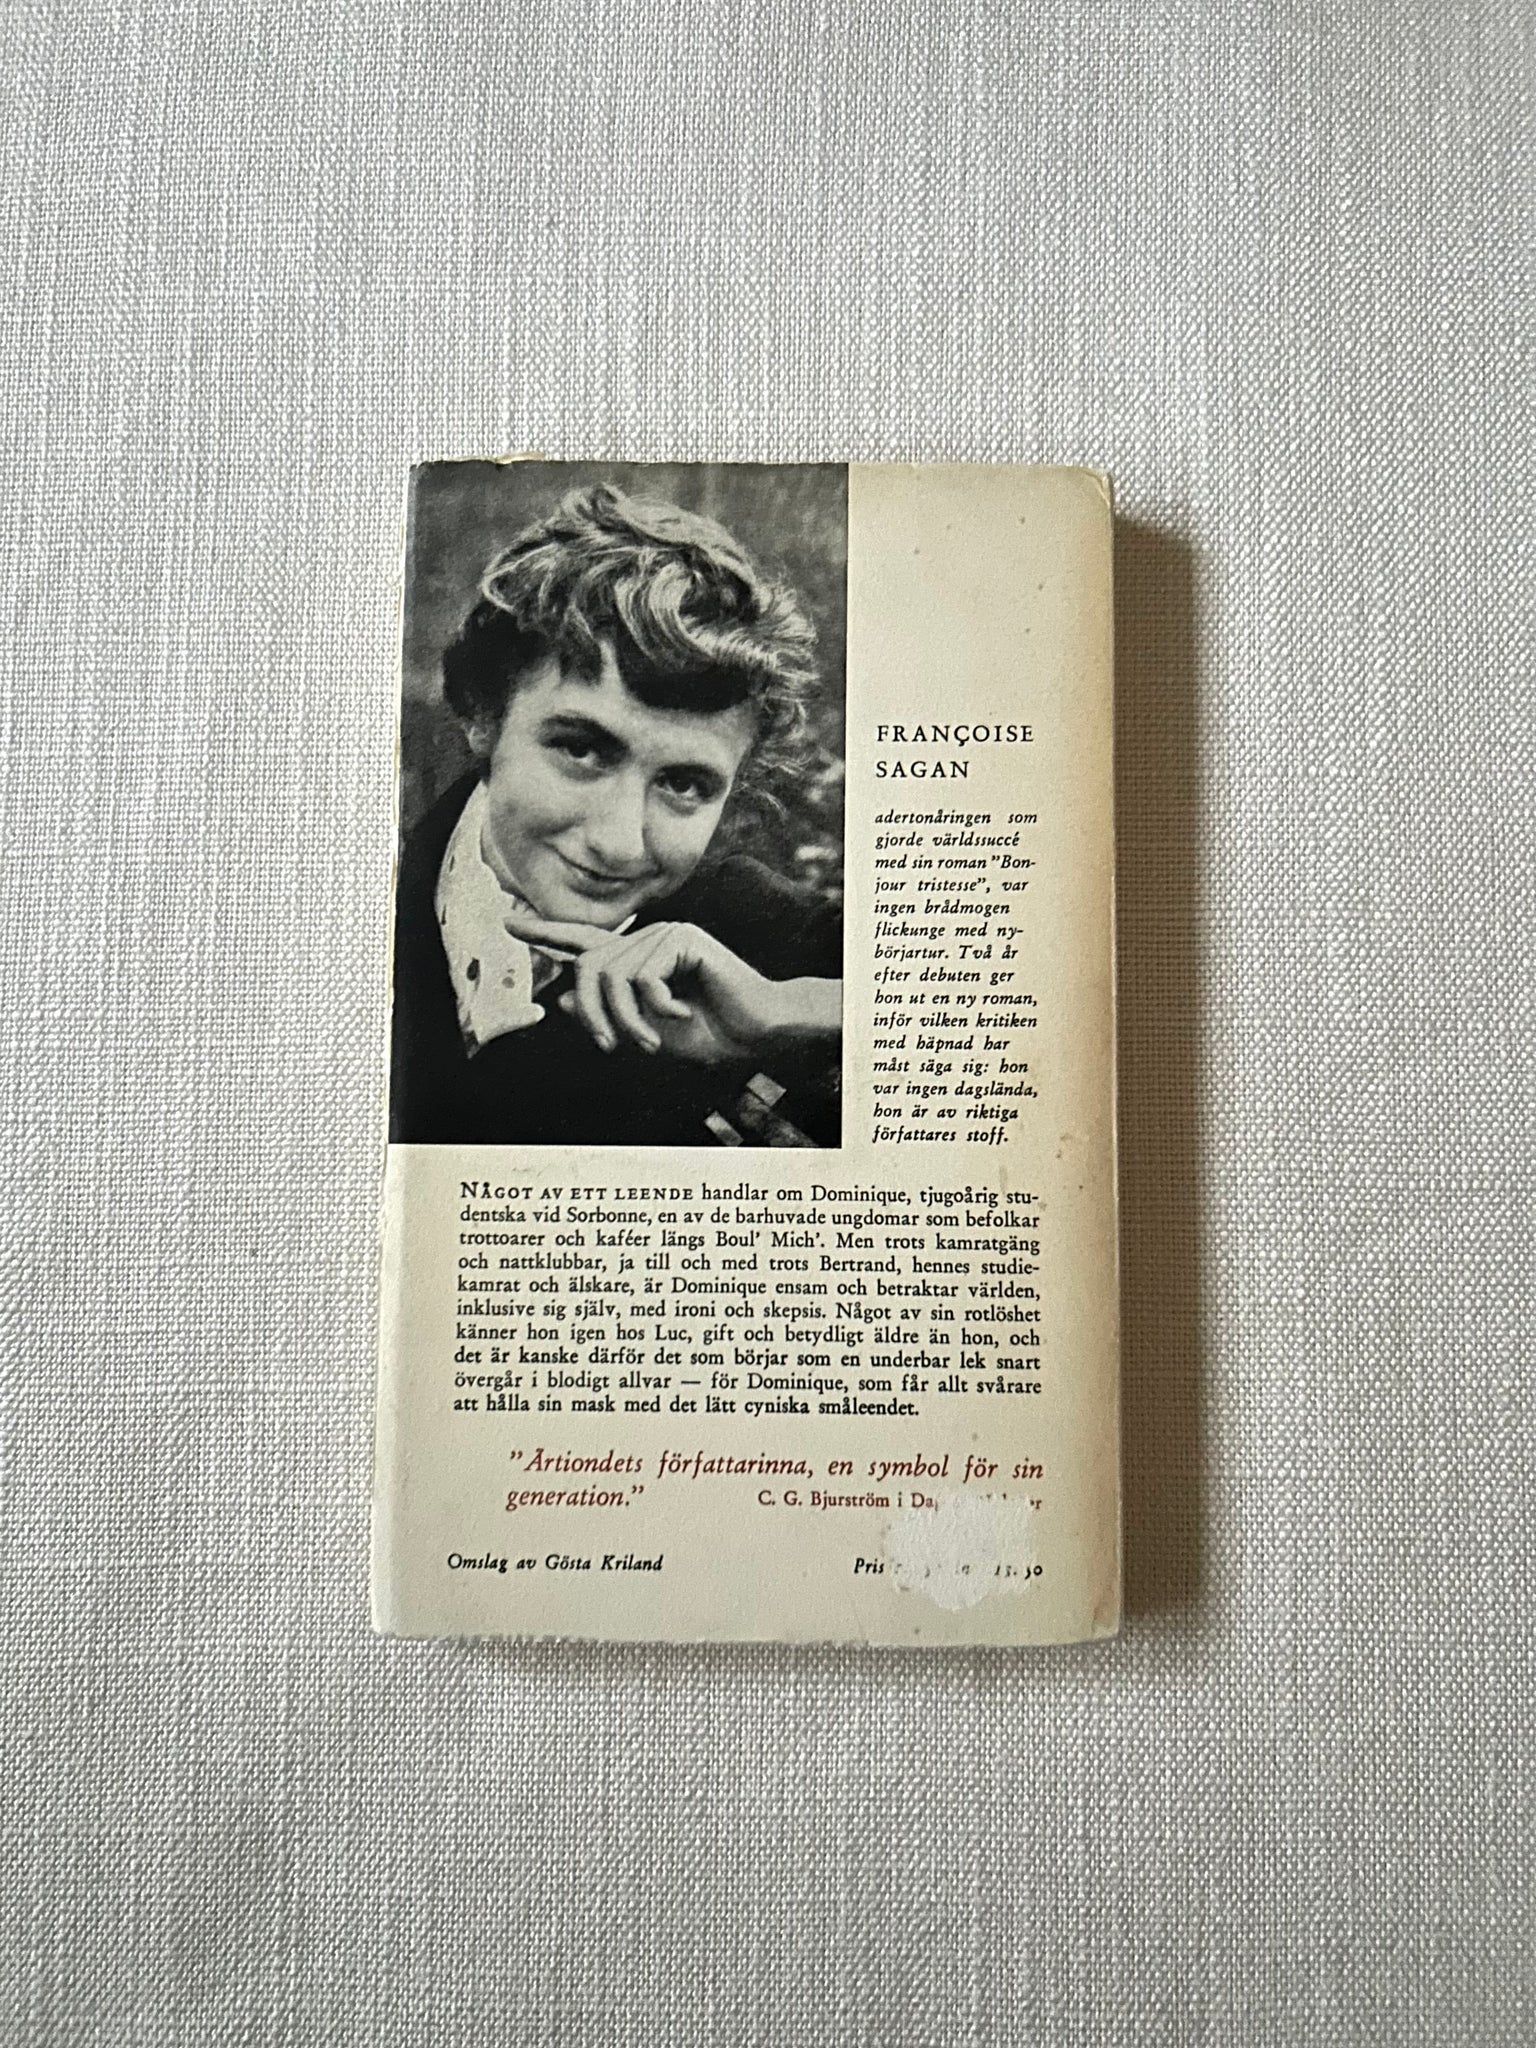 FRANÇOISE
SAGAN
adertonåringen som
gjorde världssuccé
med sin roman "Bon-
jour tristesse", var
ingen brådmogen
flickunge med ny-
börjartur. Två år
efter debuten ger
hon ut en ny roman,
inför vilken kritiken
med häpnad har
måst säga sig: hon
var ingen dagslända,
hon är av riktiga
författares stoff.
NÅGOT AV ETT LEENDE handlar om Dominique, tjugoårig stu-
dentska vid Sorbonne, en av de barhuvade ungdomar som befolkar
trottoarer och kaféer längs Boul' Mich'. Men trots kamratgäng
och nattklubbar, ja till och med trots Bertrand, hennes studie-
kamrat och älskare, är Dominique ensam och betraktar världen,
inklusive sig själv, med ironi och skepsis. Något av sin rotlöshet
känner hon igen hos Luc, gift och betydligt äldre än hon, och
det är kanske därför det som börjar som en underbar lek snart
övergår i blodigt allvar — för Dominique, som får allt svårare
att hålla sin mask med det lätt cyniska småleendet.
"Årtiondets författarinna, en symbol för sin
generation." C. G. Bjurström i
Omslag av Gösta Kriland
Pris